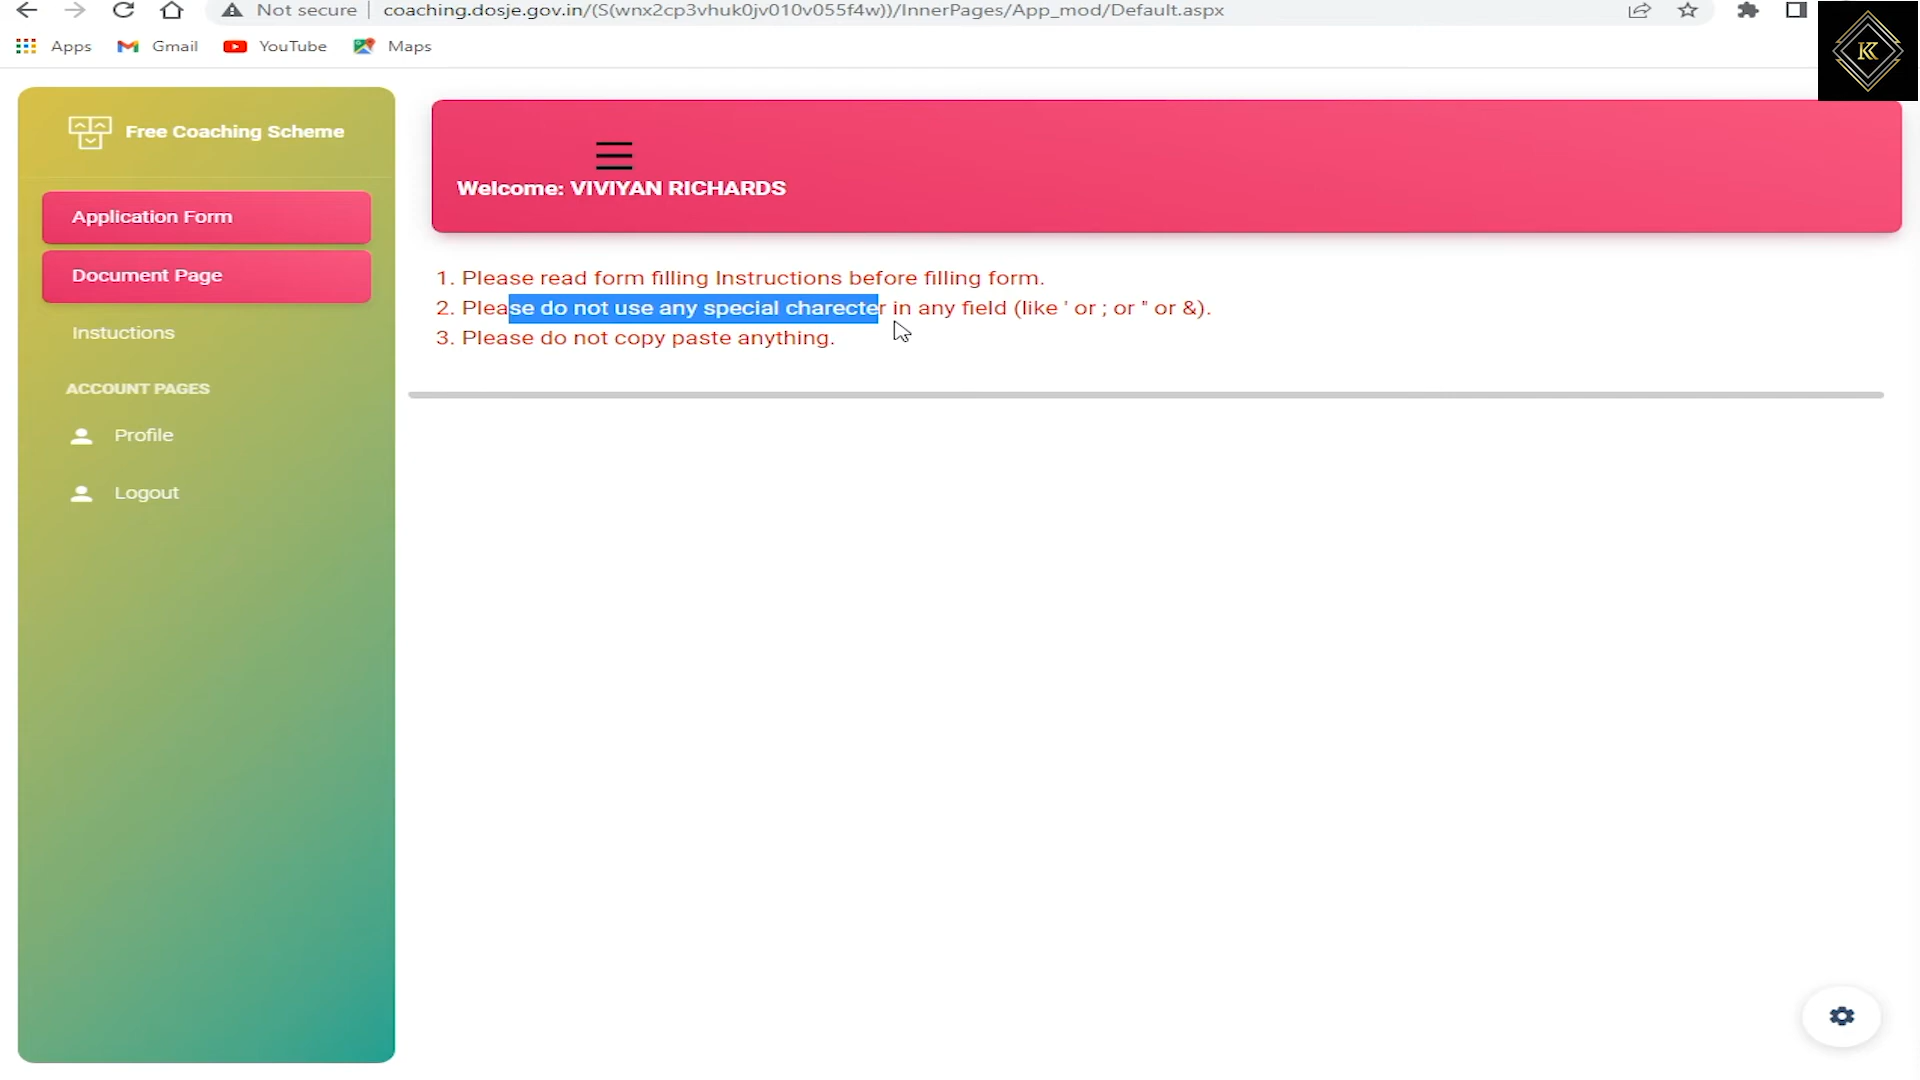 Not secure
coaching.dosje.gov.in/(S(wnx2cp3vhuk0jv010v055f4w))/InnerPages/App_mod/Default.aspx
Apps
Gmail
YouTube
Maps
K
Free Coaching Scheme
Application Form
Document Page
Instuctions
ACCOUNT PAGES
Profile
Logout
Welcome: VIVIYAN RICHARDS
1. Please read form filling Instructions before filling form.
2. Please do not use any special charecter in any field (like ' or ; or " or &).
3. Please do not copy paste anything.